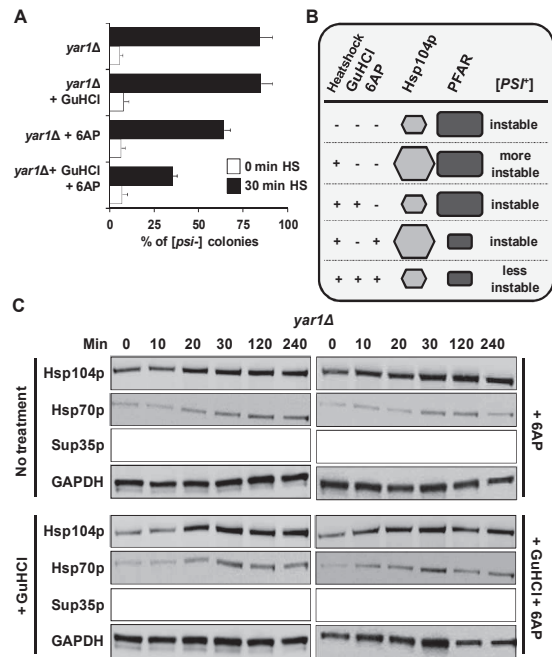 A
yar1Δ
yar1Δ
+ GuHCl
yar1Δ + 6AP
yar1Δ+ GuHCl
+ 6AP
0 min HS
30 min HS
0 25 50 75 100
% of [psi-] colonies
B
Heatshock
GuHCl
6AP
Hsp104p
PFAR
[PSI+]
- - - instable
+ - - more
instable
+ + - instable
+ - + instable
+ + + less
instable
C
yar1Δ
Min 0 10 20 30 120 240 0 10 20 30 120 240
No treatment
Hsp104p
Hsp70p
Sup35p
GAPDH
+ 6AP
+ GuHCl
Hsp104p
Hsp70p
Sup35p
GAPDH
+ GuHCl + 6AP